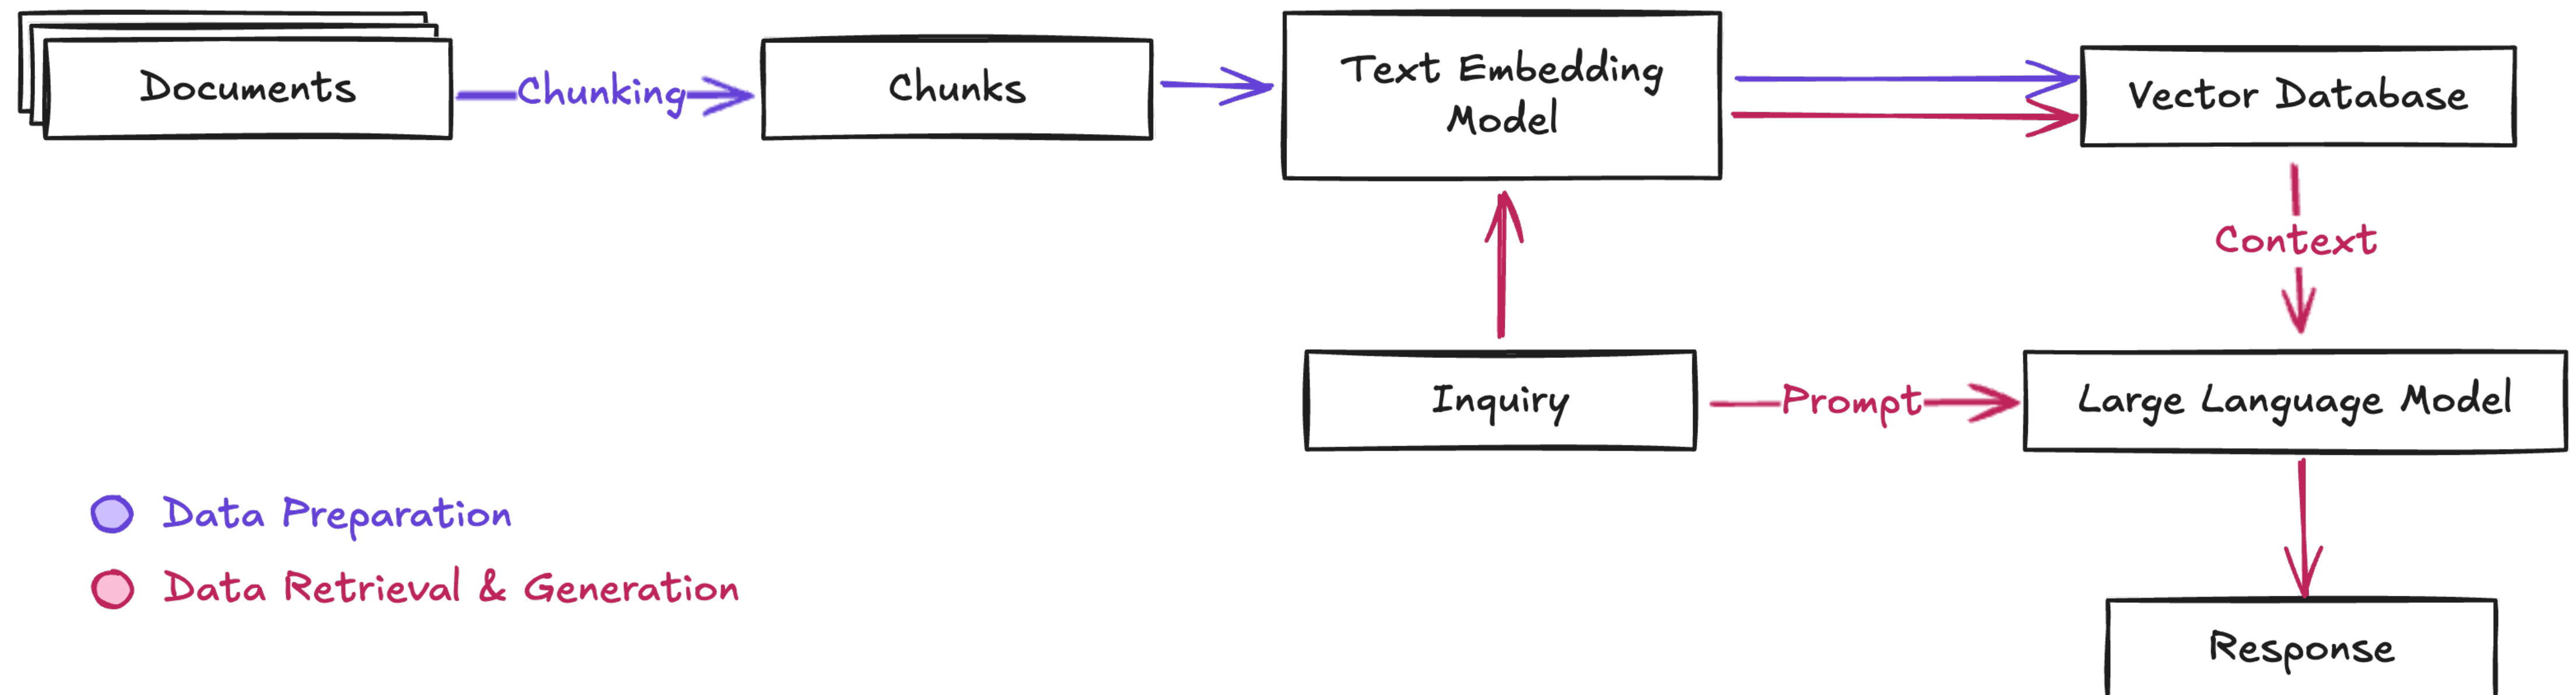 Documents
Chunking
Chunks
Text Embedding
Model
Vector Database
Context
Inquiry
Prompt
Large Language Model
Data Preparation
Data Retrieval & Generation
Response